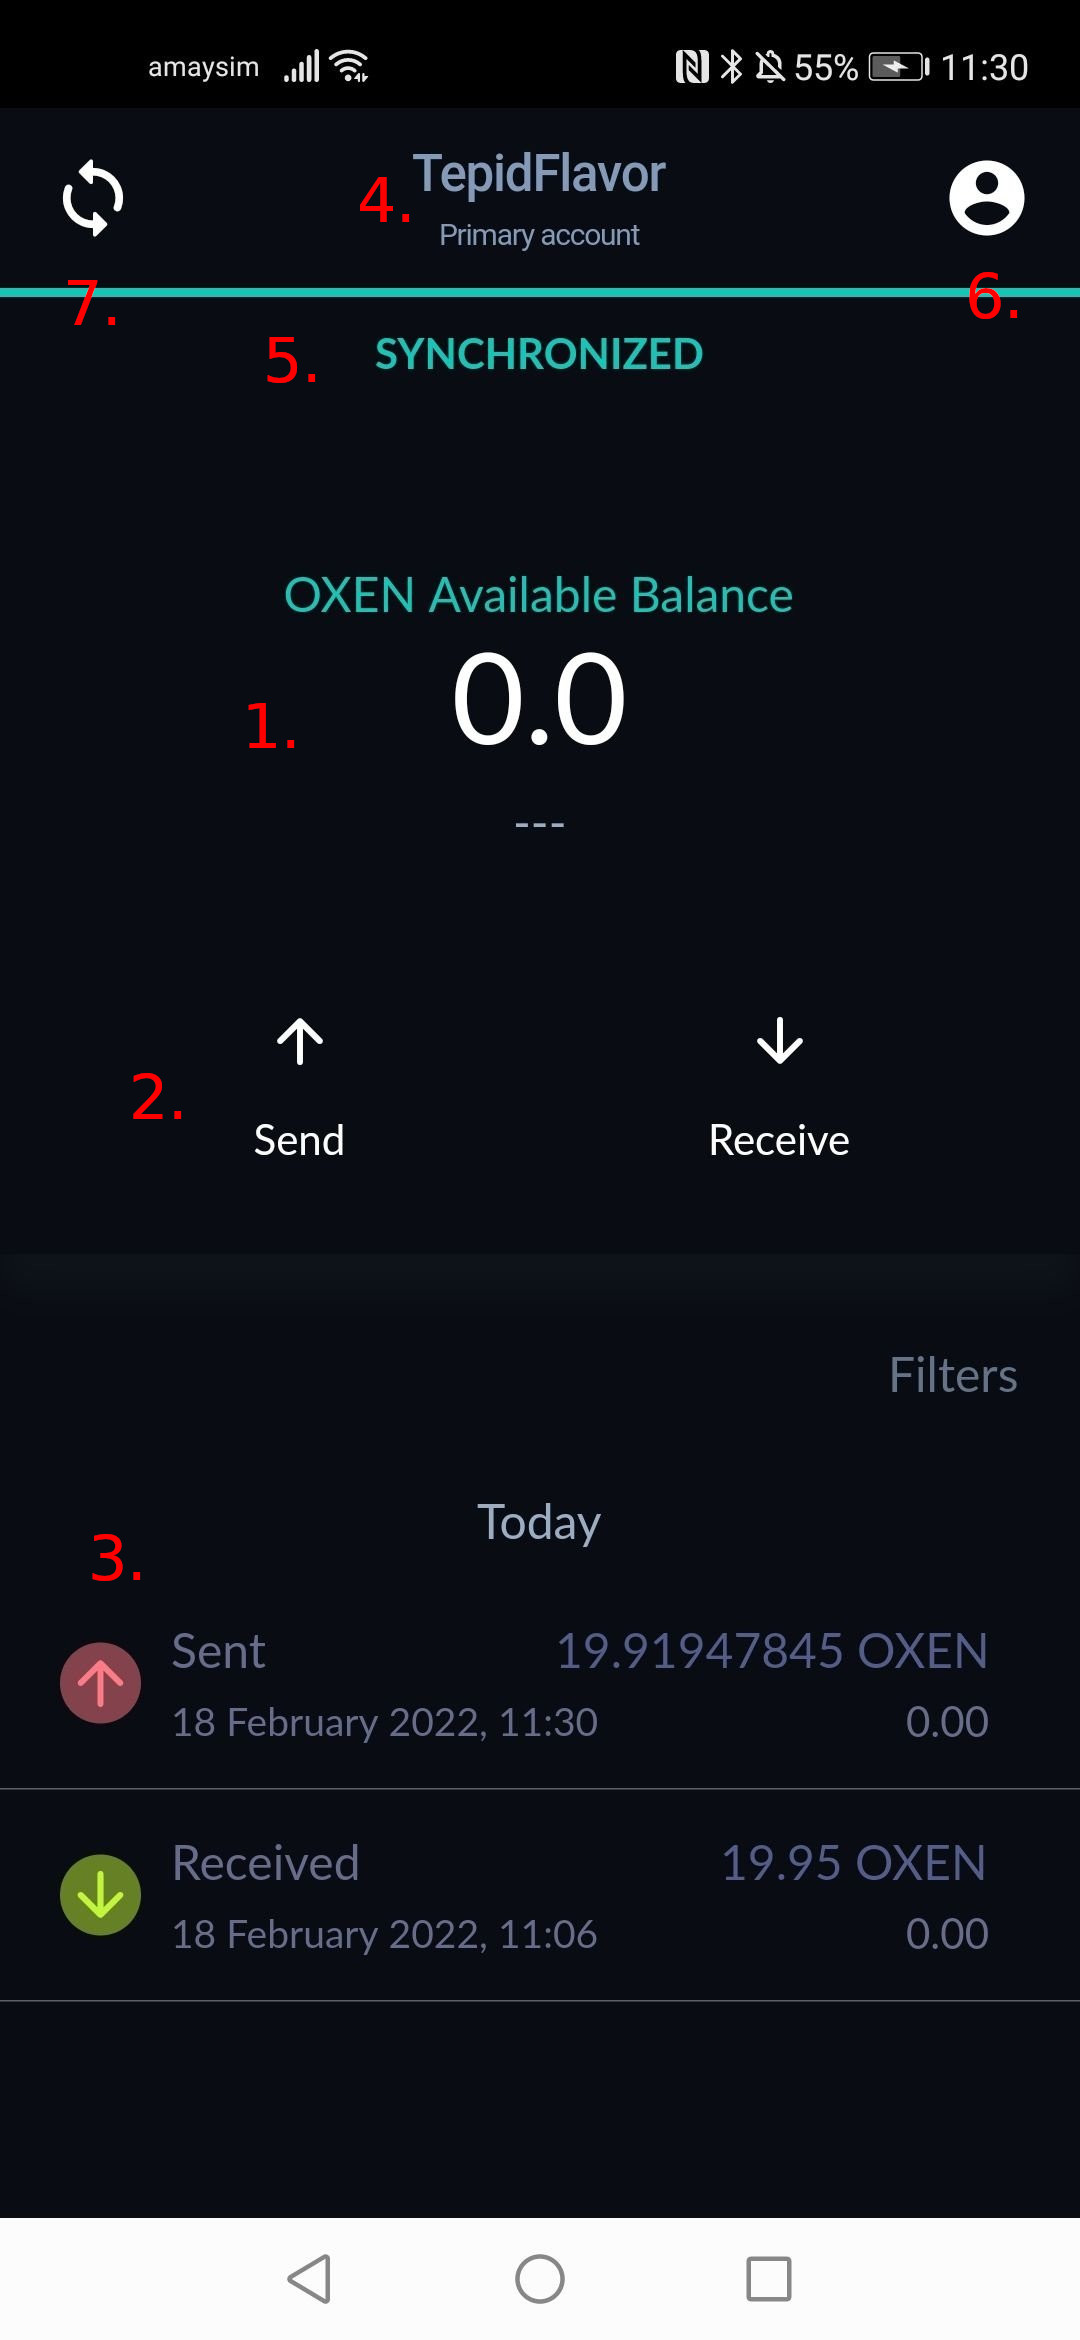 amaysim 55% 11:30
TepidFlavor
4.
Primary account
7. 6.
5. SYNCHRONIZED
OXEN Available Balance
0.0
1.
---
2.
Send Receive
Filters
Today
3.
Sent 19.91947845 OXEN
18 February 2022, 11:30 0.00
Received 19.95 OXEN
18 February 2022, 11:06 0.00